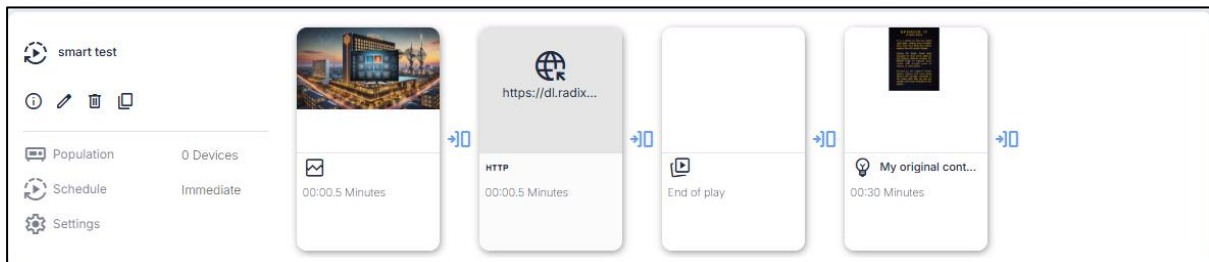 smart test
Population 0 Devices
Schedule Immediate
Settings
00:00.5 Minutes
https://dl.radix...
HTTP
00:00.5 Minutes
End of play
My original cont...
00:30 Minutes